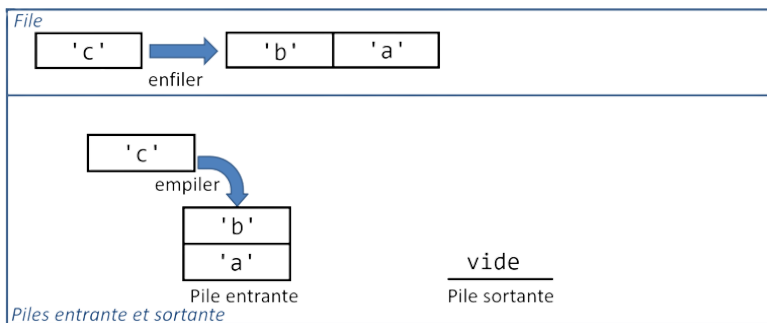 File
'c' 'b' 'a'
enfiler
'c'
empiler
'b'
'a'
vide
Pile entrante Pile sortante
Piles entrante et sortante